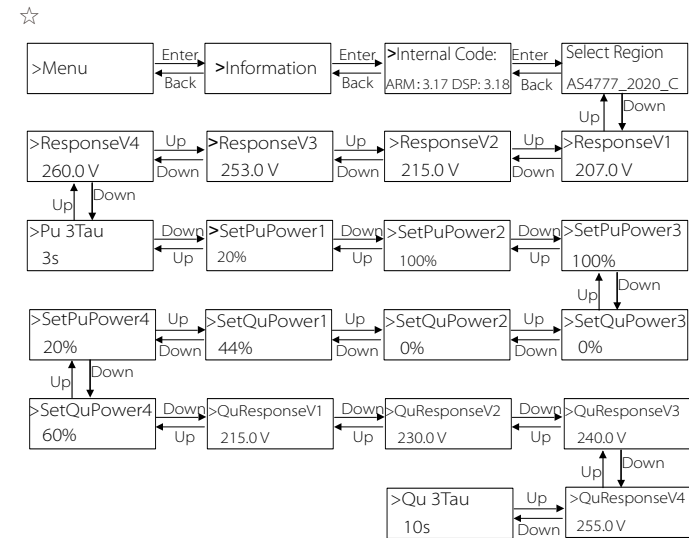 ☆
>Menu
Enter
Back
>Information
Enter
Back
>Internal Code:
ARM: 3.17 DSP: 3.18
Enter
Back
Select Region
AS4777_2020_C
Up
Down
>ResponseV4
260.0 V
Up
Down
>ResponseV3
253.0 V
Up
Down
>ResponseV2
215.0 V
Up
Down
>ResponseV1
207.0 V
Up
Down
>Pu 3Tau
3s
Down
Up
>SetPuPower1
20%
Down
Up
>SetPuPower2
100%
Down
Up
>SetPuPower3
100%
Up
Down
>SetPuPower4
20%
Up
Down
>SetQuPower1
44%
Up
Down
>SetQuPower2
0%
Up
Down
>SetQuPower3
0%
Up
Down
>SetQuPower4
60%
Down
Up
>QuResponseV1
215.0 V
Down
Up
>QuResponseV2
230.0 V
Down
Up
>QuResponseV3
240.0 V
Up
Down
>Qu 3Tau
10s
Up
Down
>QuResponseV4
255.0 V